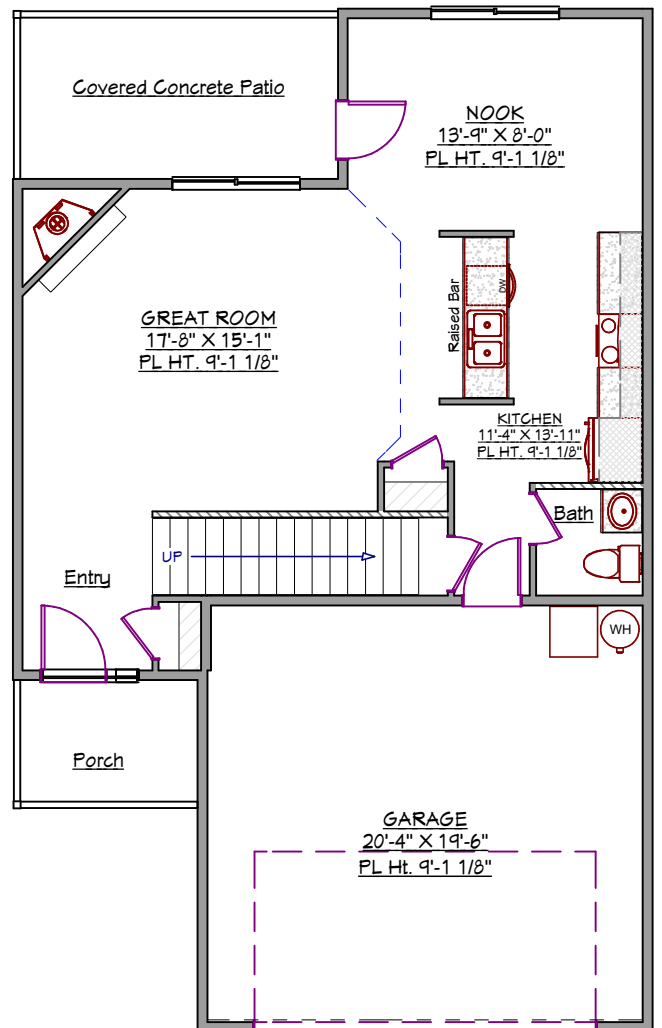 Covered Concrete Patio
NOOK
13'-9" X 8'-0"
PL HT. 9'-1 1/8"
GREAT ROOM
17'-8" X 15'-1"
PL HT. 9'-1 1/8"
Raised Bar
DW
KITCHEN
11'-4" X 13'-11"
PL HT. 9'-1 1/8"
Bath
UP
Entry
WH
Porch
GARAGE
20'-4" X 19'-6"
PL Ht. 9'-1 1/8"